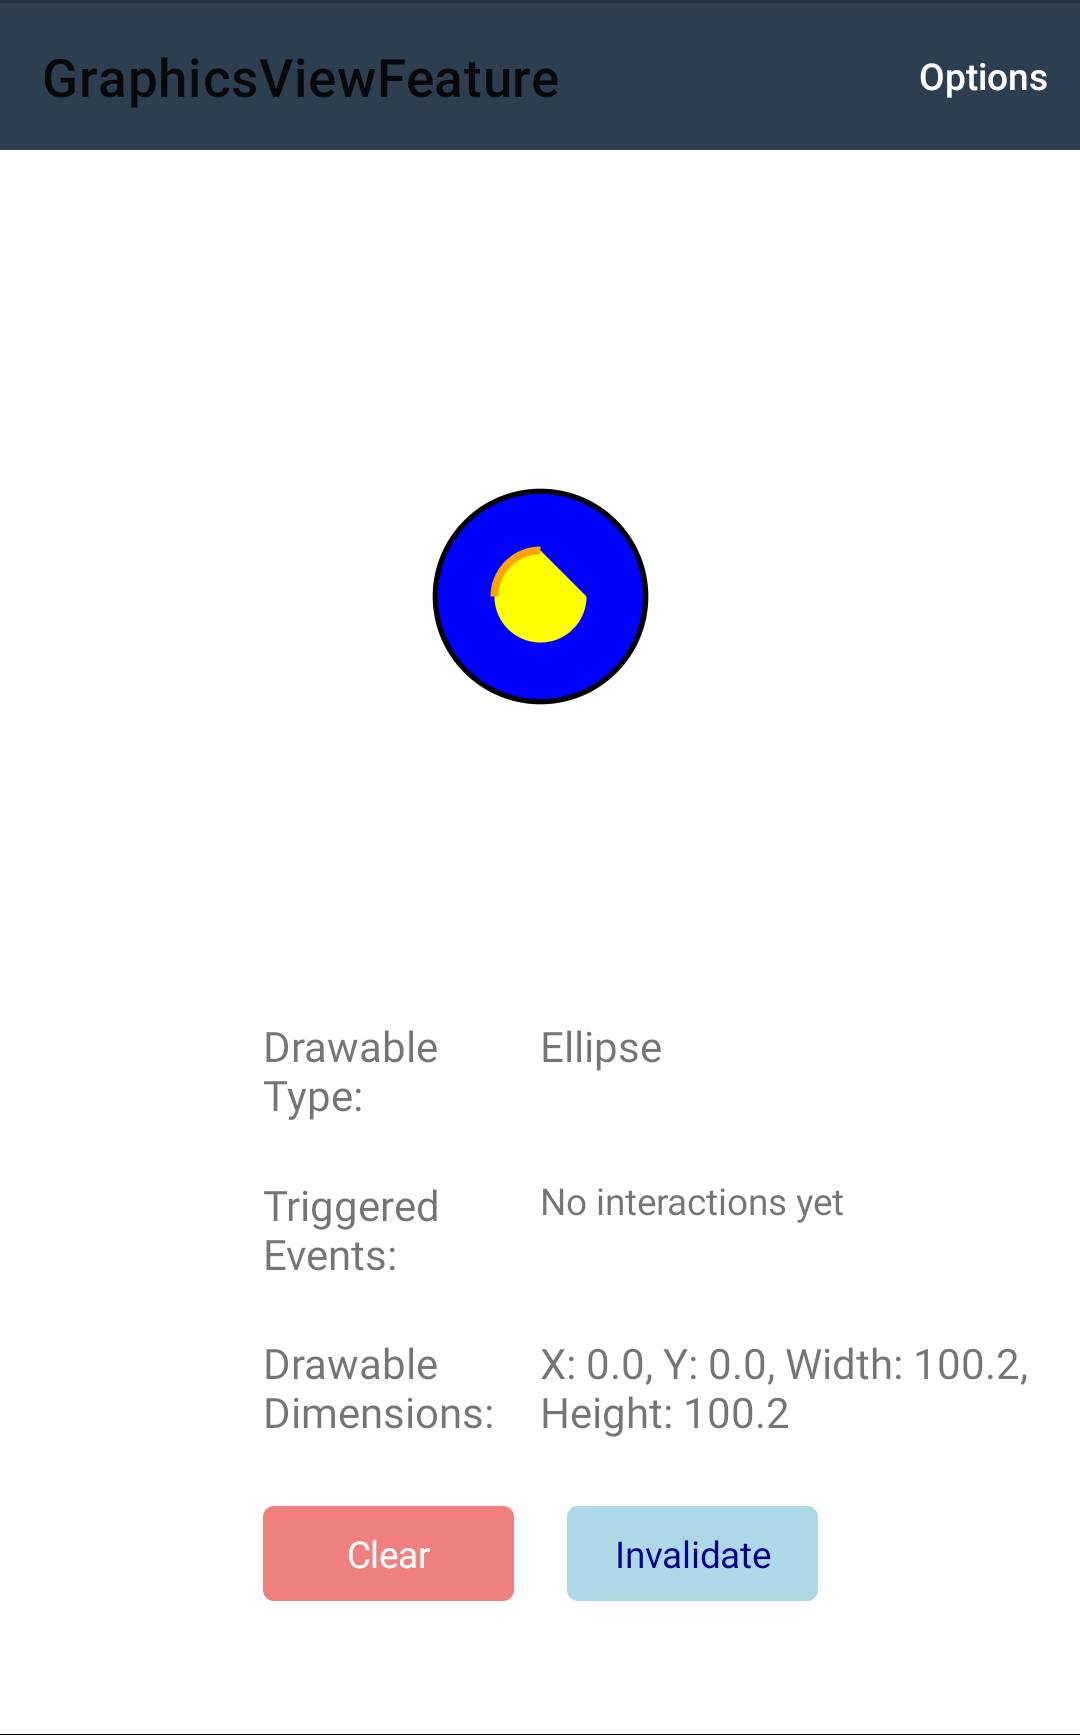 GraphicsViewFeature
Options
Drawable
Type:
Ellipse
Triggered
Events:
No interactions yet
Drawable
Dimensions:
X: 0.0, Y: 0.0, Width: 100.2,
Height: 100.2
Clear
Invalidate